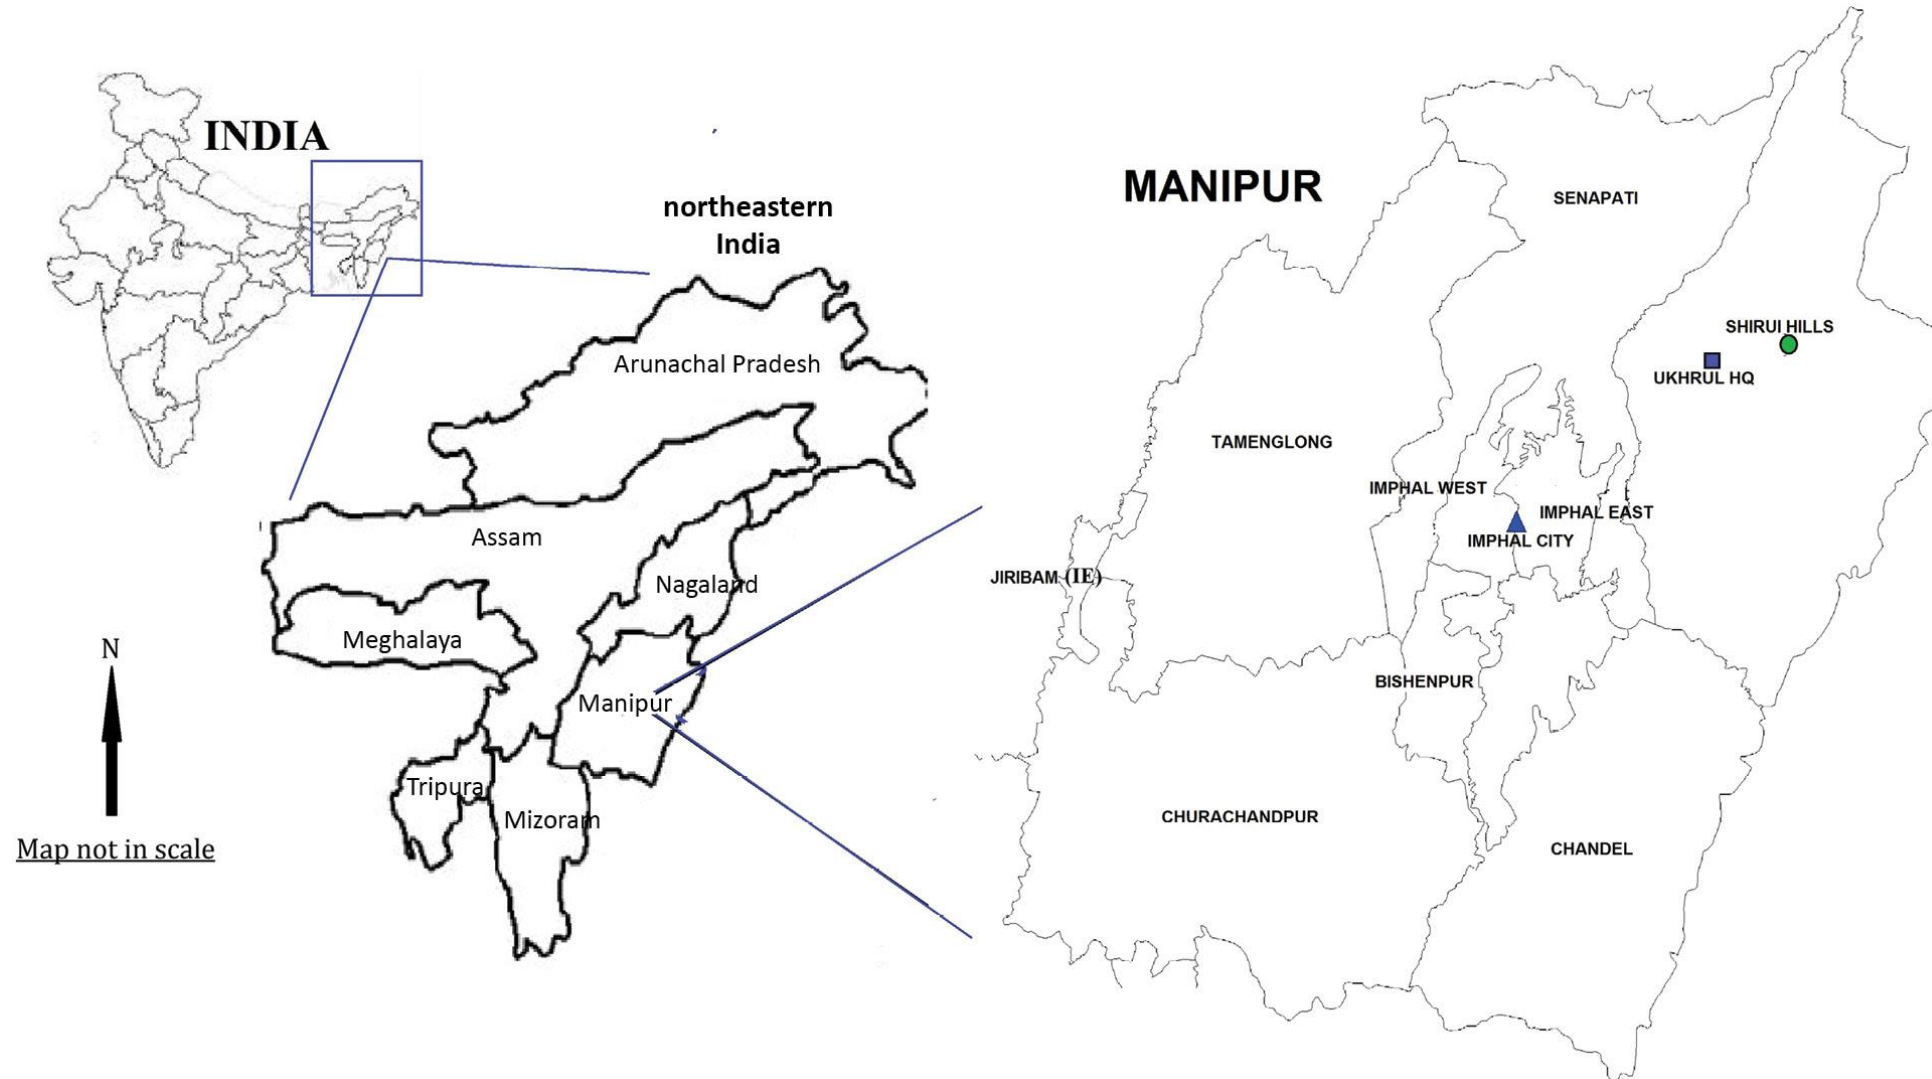 INDIA
northeastern
India
Arunachal Pradesh
Assam
Nagaland
Meghalaya
Manipur
Tripura
Mizoram
N
Map not in scale
MANIPUR
SENAPATI
SHIRUI HILLS
UKHRUL HQ
TAMENGLONG
IMPHAL WEST
IMPHAL EAST
IMPHAL CITY
JIRIBAM (IE)
BISHENPUR
CHURACHANDPUR
CHANDEL